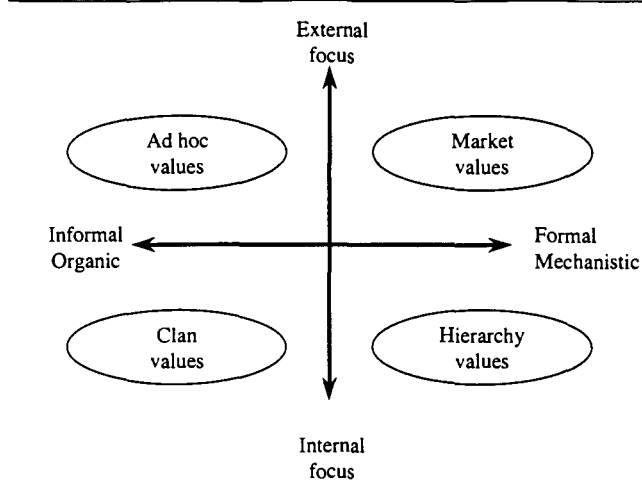 External
focus
Ad hoc
values
Market
values
Informal
Organic
Formal
Mechanistic
Clan
values
Hierarchy
values
Internal
focus